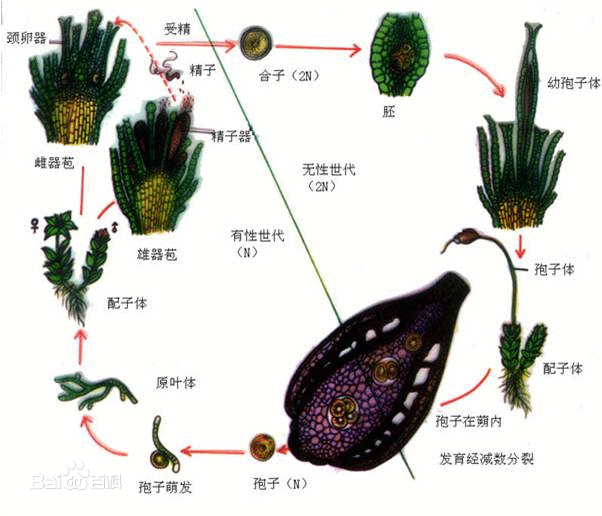 颈卵器
受精
精子
合子（2N）
胚
幼孢子体
精子器
雌器苞
无性世代
（2N）
有性世代
（N）
雄器苞
♀
♂
配子体
孢子体
配子体
原叶体
孢子在蒴内
发育经减数分裂
孢子萌发
孢子（N）
Bai百科